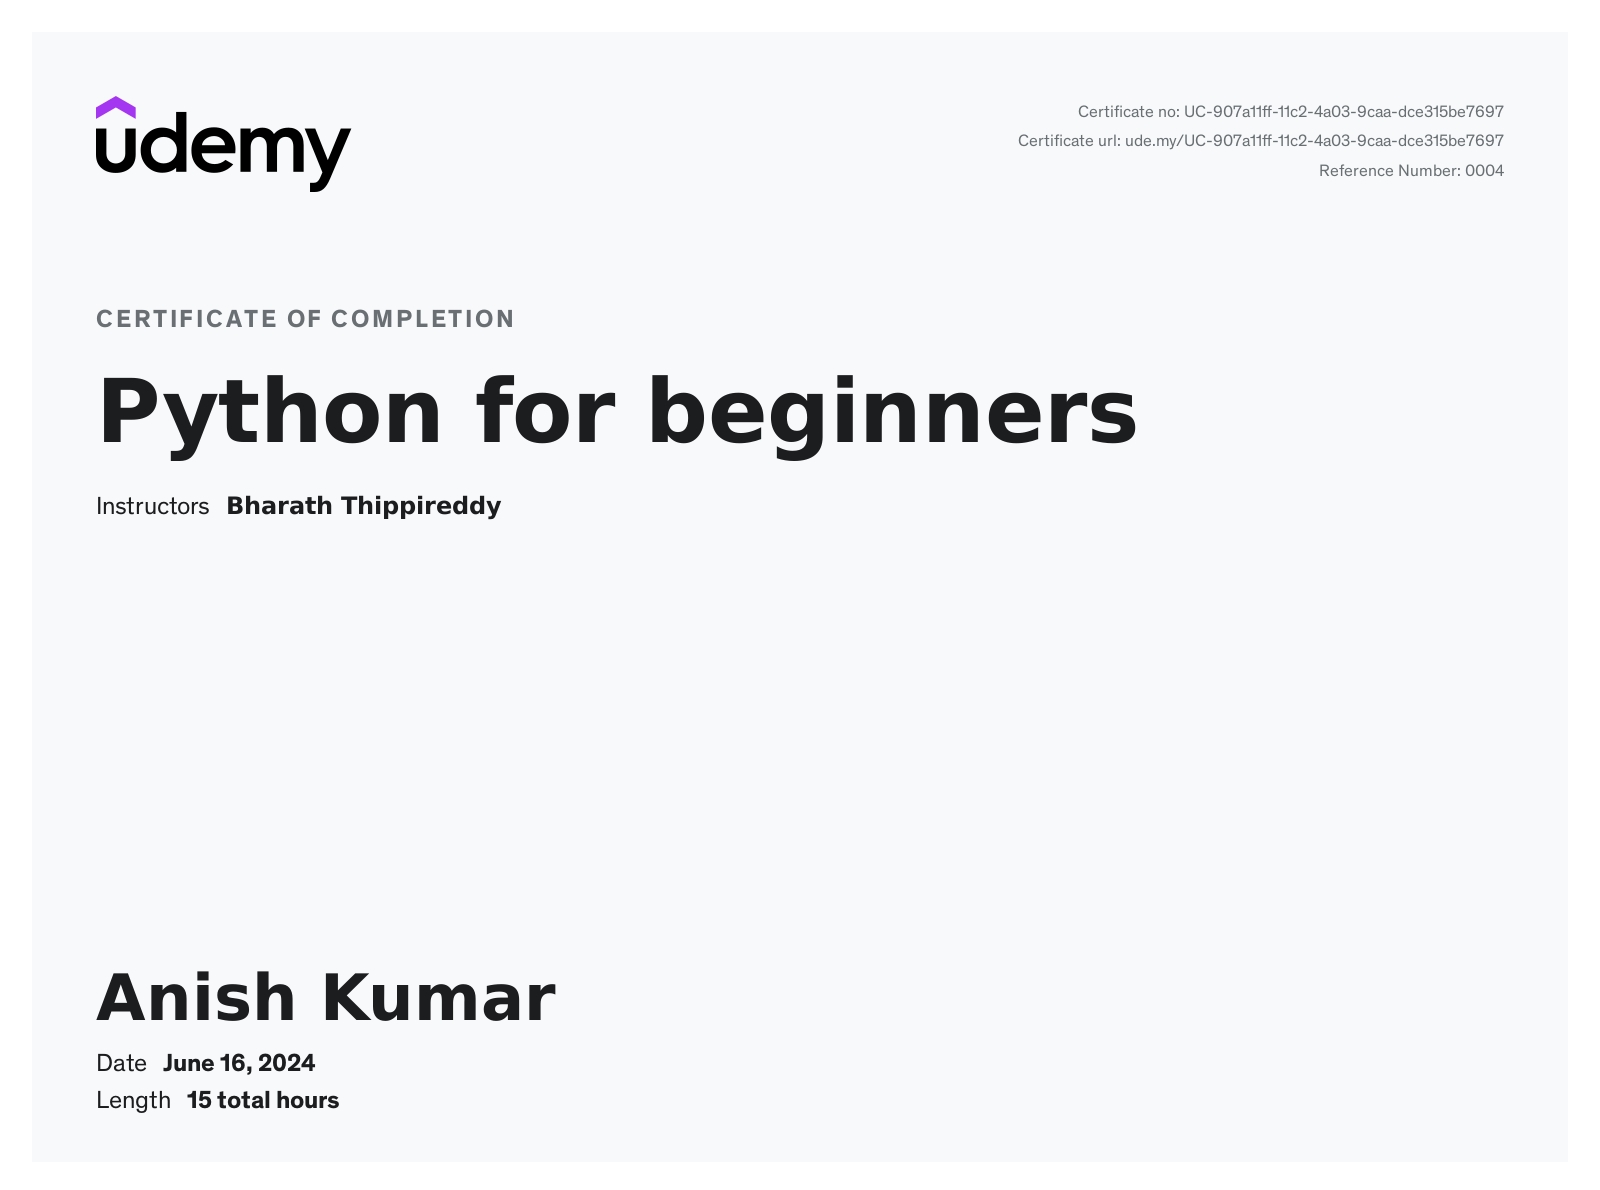 udemy
Certificate no: UC-907a11ff-11c2-4a03-9caa-dce315be7697
Certificate url: ude.my/UC-907a11ff-11c2-4a03-9caa-dce315be7697
Reference Number: 0004
CERTIFICATE OF COMPLETION
Python for beginners
Instructors Bharath Thippireddy
Anish Kumar
Date June 16, 2024
Length 15 total hours